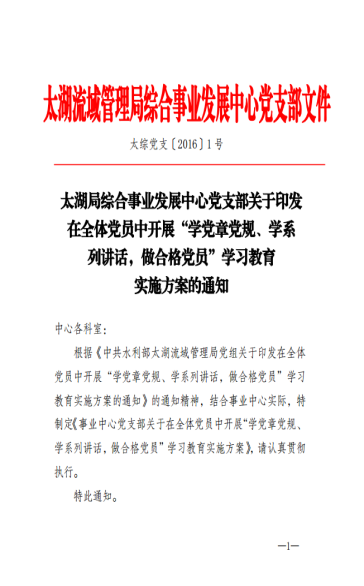 太湖流域管理局综合事业发展中心党支部文件
太综党支〔2016〕1号
太湖局综合事业发展中心党支部关于印发
在全体党员中开展“学党章党规、学系
列讲话，做合格党员”学习教育
实施方案的通知
中心各科室：
根据《中共水利部太湖流域管理局党组关于印发在全体
党员中开展“学党章党规、学系列讲话，做合格党员”学习
教育实施方案的通知》的通知精神，结合事业中心实际，特
制定《事业中心党支部关于在全体党员中开展“学党章党规、
学系列讲话，做合格党员”学习教育实施方案》，请认真贯彻
执行。
特此通知。
—1—